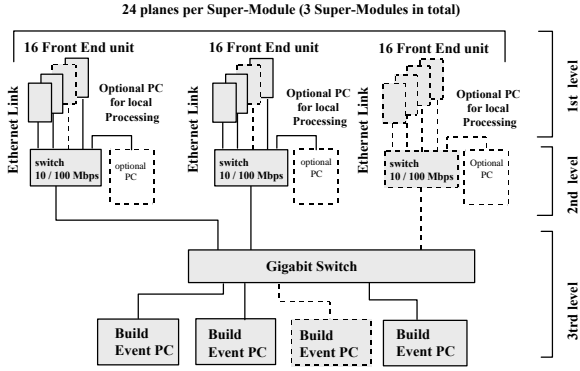 24 planes per Super-Module (3 Super-Modules in total)
16 Front End unit
16 Front End unit
16 Front End unit
Ethernet Link
Optional PC
for local
Processing
Ethernet Link
Optional PC
for local
Processing
Ethernet Link
Optional PC
for local
Processing
1st level
switch
10 / 100 Mbps
optional
PC
switch
10 / 100 Mbps
optional
PC
switch
10 / 100 Mbps
Optional
PC
2nd level
Gigabit Switch
3trd level
Build
Event PC
Build
Event PC
Build
Event PC
Build
Event PC